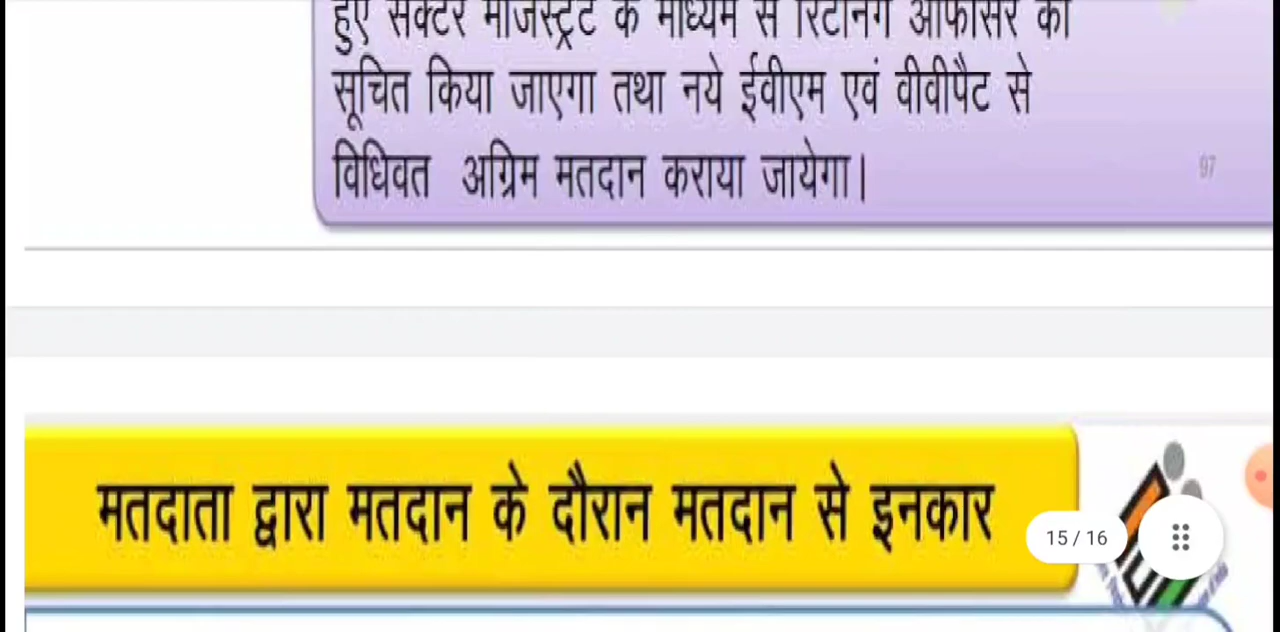 हुए सेक्टर मजिस्ट्रेट के माध्यम से रिटर्निंग ऑफिसर को
सूचित किया जाएगा तथा नये ईवीएम एवं वीवीपैट से
विधिवत अग्रिम मतदान कराया जायेगा।
97
मतदाता द्वारा मतदान के दौरान मतदान से इनकार
15 / 16